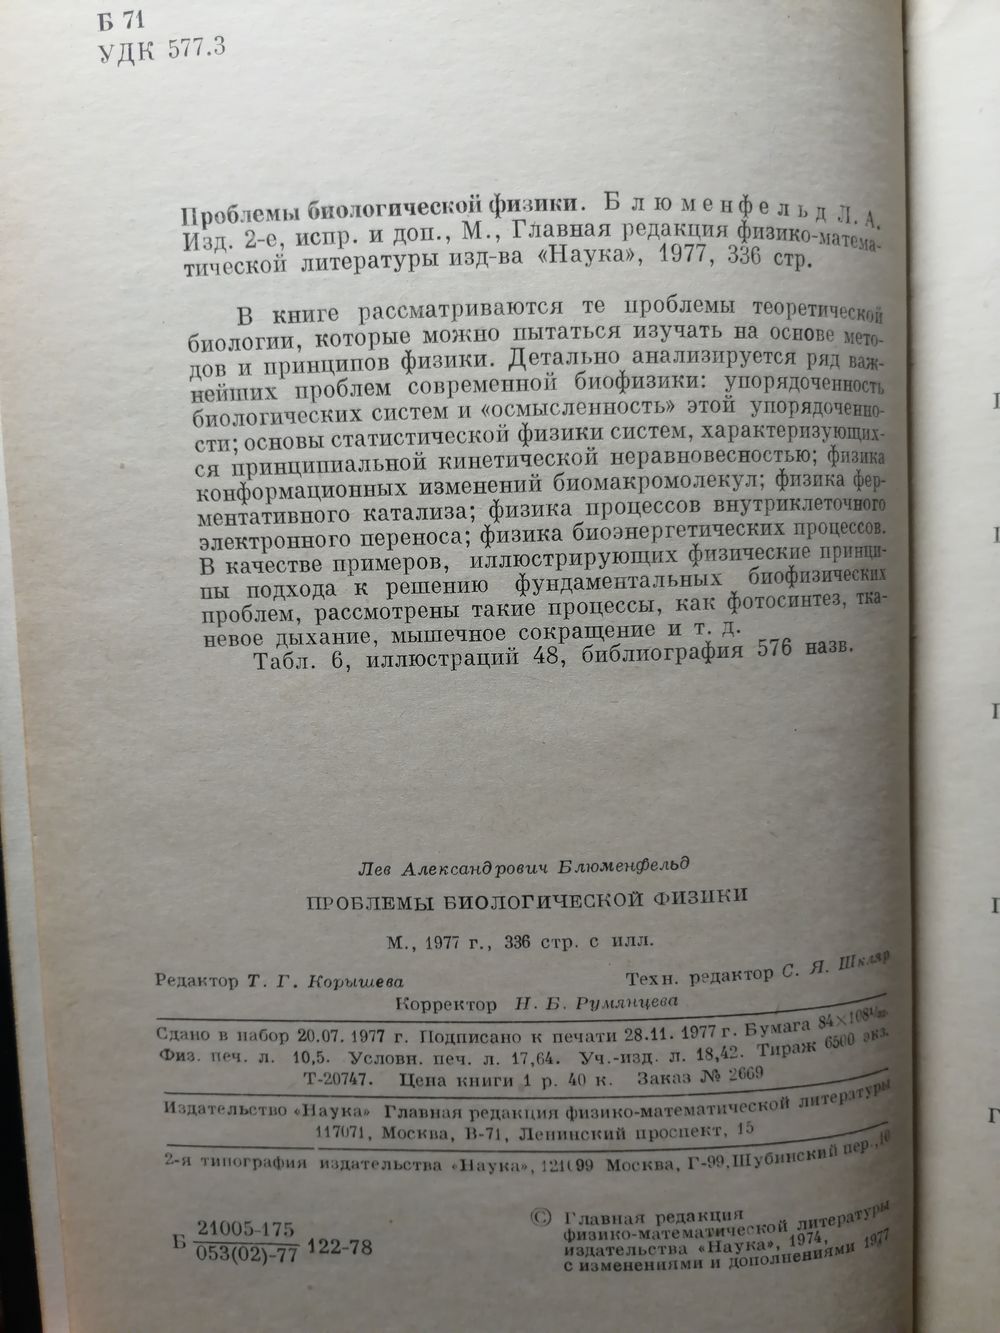 Б 71
УДК 577.3
Проблемы биологической физики. Блюменфельд Л. А.
Изд. 2-е, испр. и доп., М., Главная редакция физико-матема-
тической литературы изд-ва «Наука», 1977, 336 стр.
В книге рассматриваются те проблемы теоретической
биологии, которые можно пытаться изучать на основе мето-
дов и принципов физики. Детально анализируется ряд важ-
нейших проблем современной биофизики: упорядоченность
биологических систем и «осмысленность» этой упорядоченно-
сти; основы статистической физики систем, характеризующих-
ся принципиальной кинетической неравновесностью; физика
конформационных изменений биомакромолекул; физика фер-
ментативного катализа; физика процессов внутриклеточного
электронного переноса; физика биоэнергетических процессов.
В качестве примеров, иллюстрирующих физические принци-
пы подхода к решению фундаментальных биофизических
проблем, рассмотрены такие процессы, как фотосинтез, тка-
невое дыхание, мышечное сокращение и т. д.
Табл. 6, иллюстраций 48, библиография 576 назв.
Лев Александрович Блюменфельд
ПРОБЛЕМЫ БИОЛОГИЧЕСКОЙ ФИЗИКИ
М., 1977 г., 336 стр. с илл.
Редактор Т. Г. Корышева Техн. редактор С. Я. Шкляр
Корректор Н. Б. Румянцева
Сдано в набор 20.07. 1977 г. Подписано к печати 28.11. 1977 г. Бумага 84×108¹/₃₂.
Физ. печ. л. 10,5. Условн. печ. л. 17,64. Уч.-изд. л. 18,42. Тираж 6500 экз.
Т-20747. Цена книги 1 р. 40 к. Заказ № 2669
Издательство «Наука» Главная редакция физико-математической литературы
117071, Москва, В-71, Ленинский проспект, 15
2-я типография издательства «Наука», 121099 Москва, Г-99, Шубинский пер., 10
Б 21005-175
053(02)-77 122-78
© Главная редакция
физико-математической литературы
издательства «Наука», 1974,
с изменениями и дополнениями 1977